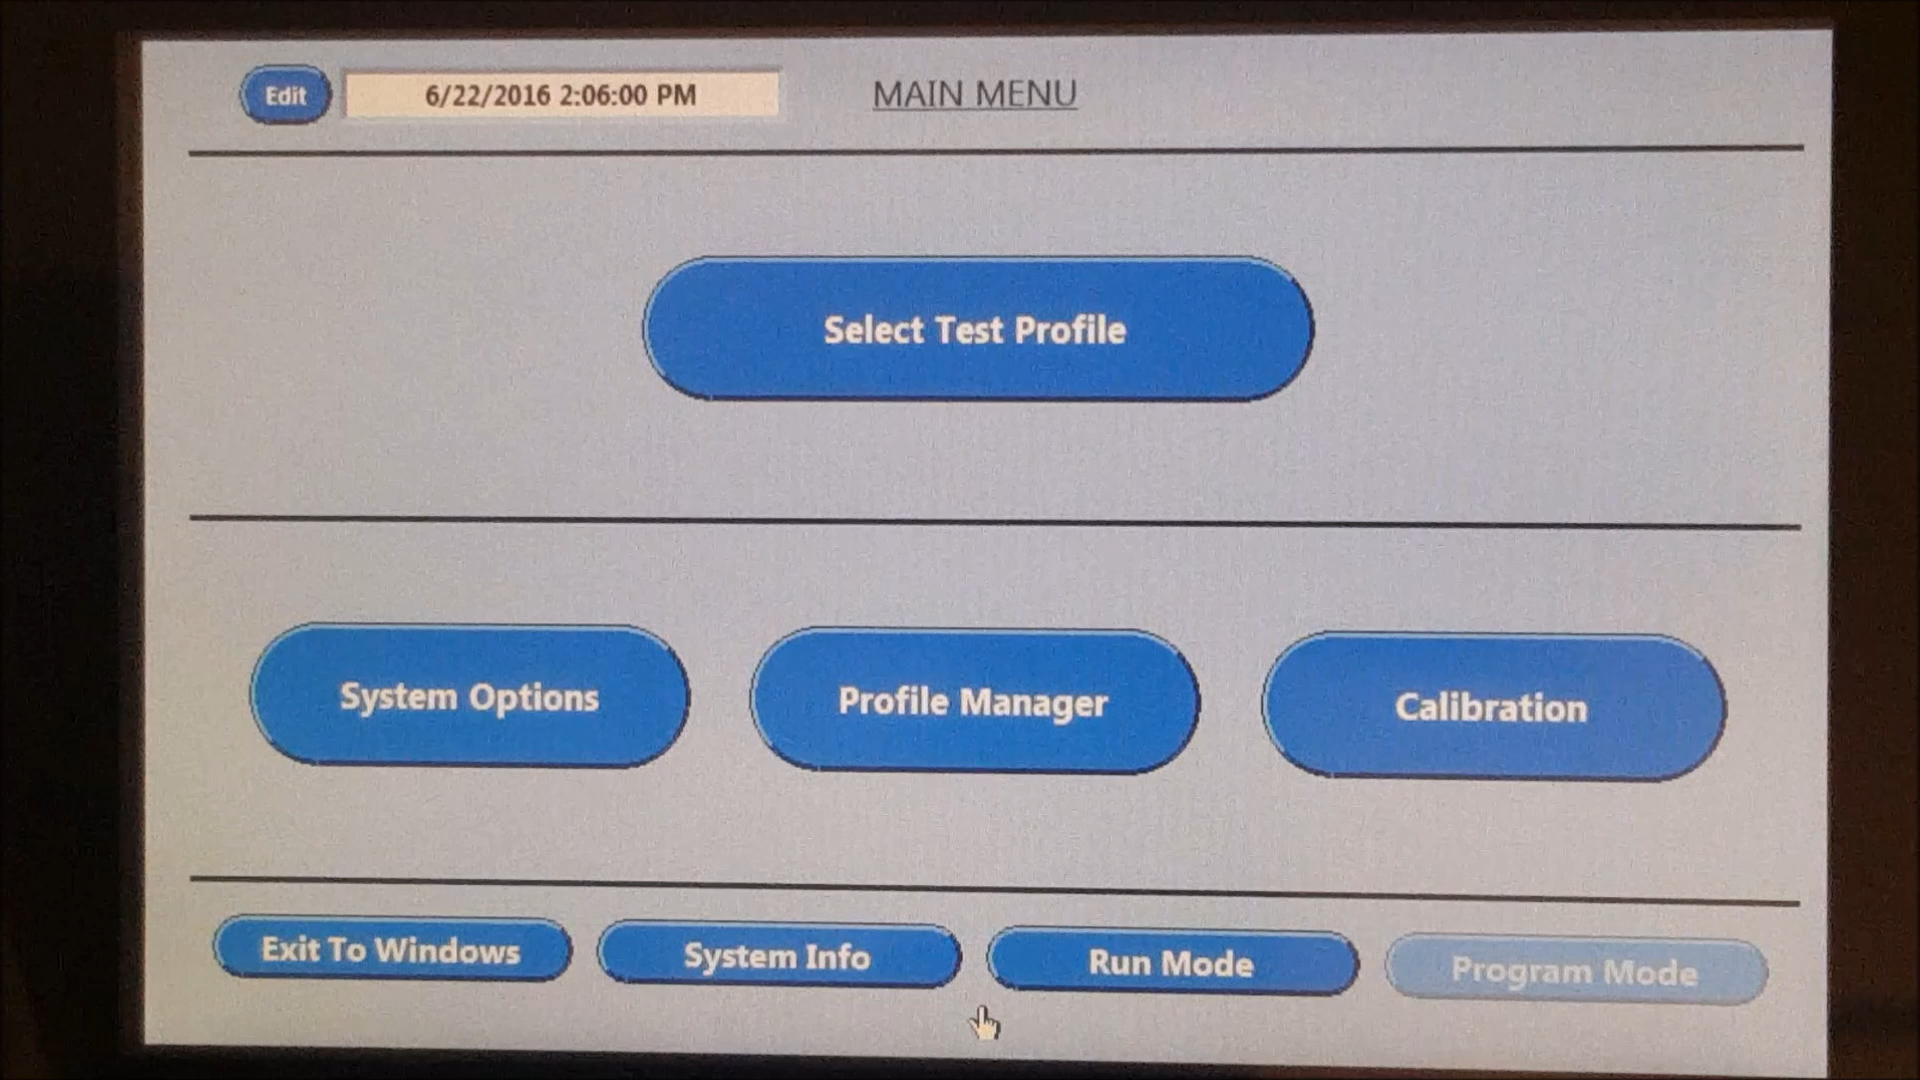 Edit
6/22/2016 2:06:00 PM
MAIN MENU
Select Test Profile
System Options
Profile Manager
Calibration
Exit To Windows
System Info
Run Mode
Program Mode